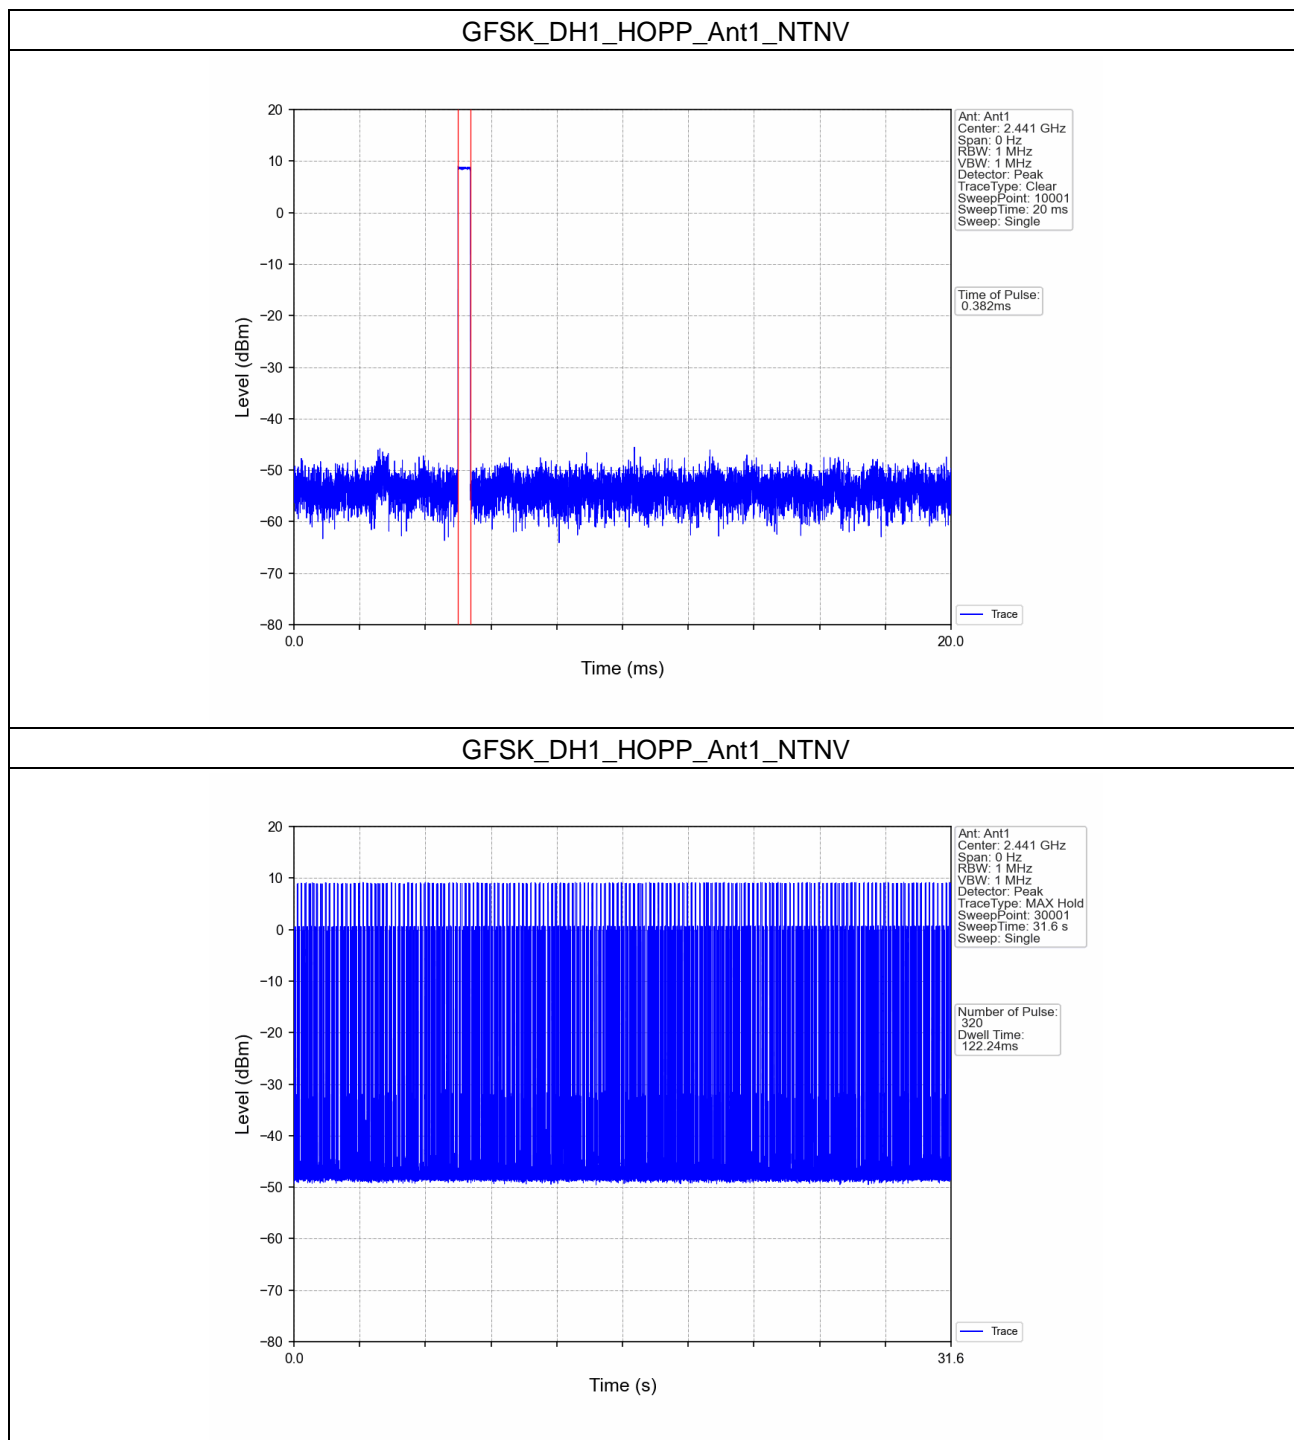 GFSK_DH1_HOPP_Ant1_NTNV
20
10
0
−10
−20
−30
−40
−50
−60
−70
−80
Level (dBm)
0.0
20.0
Time (ms)
Ant: Ant1
Center: 2.441 GHz
Span: 0 Hz
RBW: 1 MHz
VBW: 1 MHz
Detector: Peak
TraceType: Clear
SweepPoint: 10001
SweepTime: 20 ms
Sweep: Single
Time of Pulse:
0.382ms
Trace
GFSK_DH1_HOPP_Ant1_NTNV
20
10
0
−10
−20
−30
−40
−50
−60
−70
−80
Level (dBm)
0.0
31.6
Time (s)
Ant: Ant1
Center: 2.441 GHz
Span: 0 Hz
RBW: 1 MHz
VBW: 1 MHz
Detector: Peak
TraceType: MAX Hold
SweepPoint: 30001
SweepTime: 31.6 s
Sweep: Single
Number of Pulse:
320
Dwell Time:
122.24ms
Trace